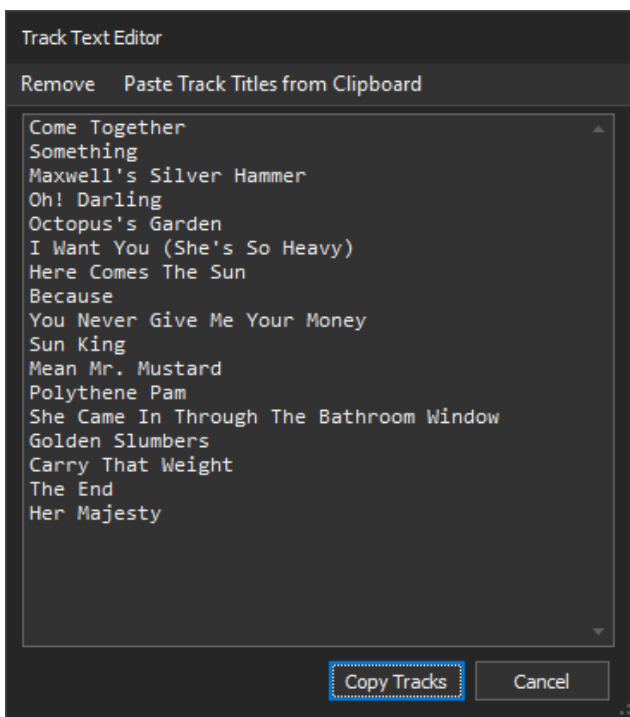 Track Text Editor
Remove Paste Track Titles from Clipboard
Come Together
Something
Maxwell's Silver Hammer
Oh! Darling
Octopus's Garden
I Want You (She's So Heavy)
Here Comes The Sun
Because
You Never Give Me Your Money
Sun King
Mean Mr. Mustard
Polythene Pam
She Came In Through The Bathroom Window
Golden Slumbers
Carry That Weight
The End
Her Majesty
Copy Tracks Cancel